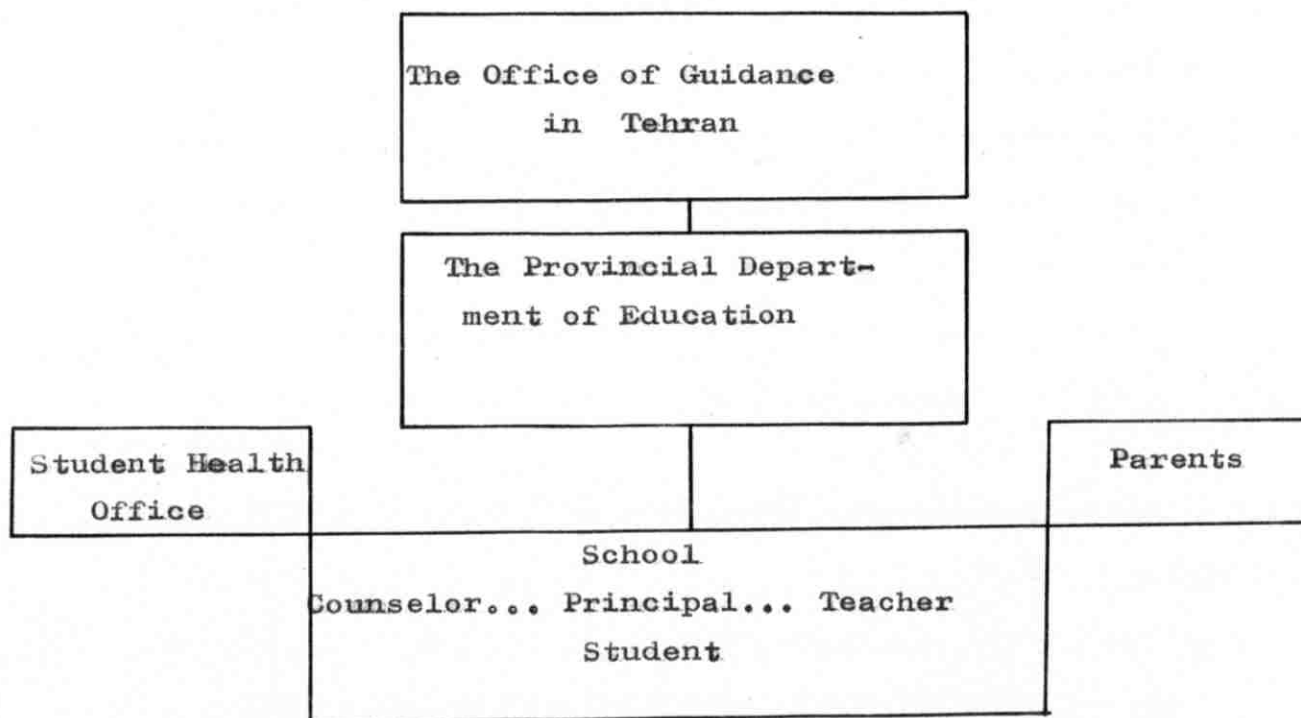 The Office of Guidance
in Tehran
The Provincial Depart-
ment of Education
Student Health
Office
Parents
School
Counselor... Principal... Teacher
Student